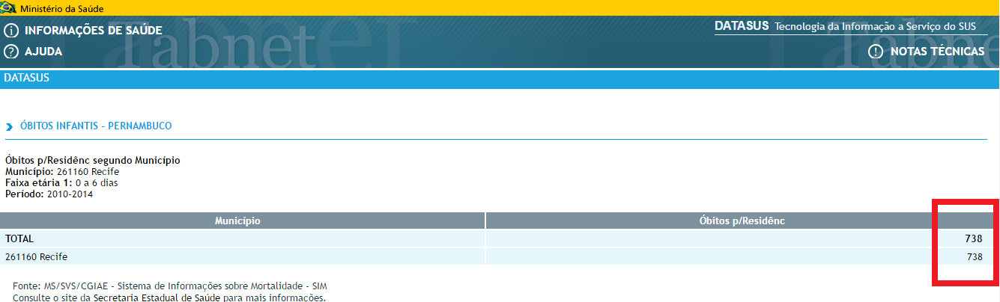 Ministério da Saúde
INFORMAÇÕES DE SAÚDE
DATASUS Tecnologia da Informação a Serviço do SUS
Tabnet
AJUDA
NOTAS TÉCNICAS
DATASUS
ÓBITOS INFANTIS - PERNAMBUCO
Óbitos p/Residênc segundo Município
Município: 261160 Recife
Faixa etária 1: 0 a 6 dias
Período: 2010-2014
Município Óbitos p/Residênc
TOTAL 738
261160 Recife 738
Fonte: MS/SVS/CGIAE - Sistema de Informações sobre Mortalidade - SIM
Consulte o site da Secretaria Estadual de Saúde para mais informações.